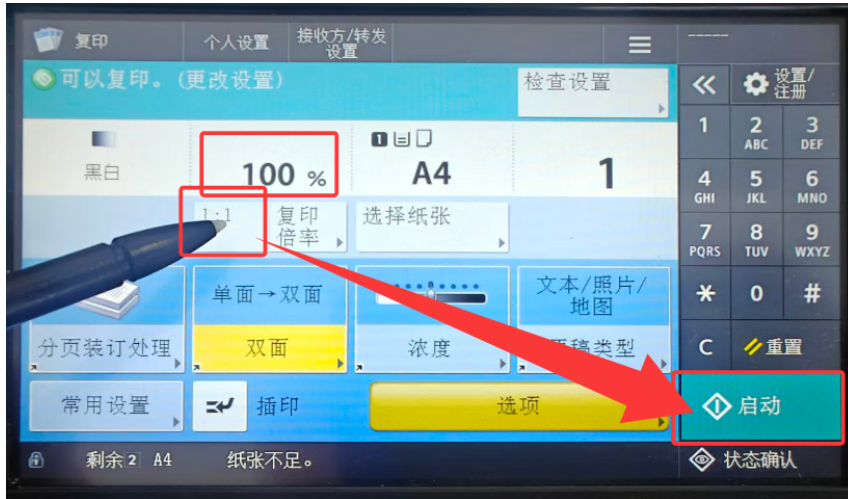 复印
个人设置
接收方/转发
设置
-----
可以复印。(更改设置)
检查设置
设置/
注册
黑白
100 %
1
A4
1
1:1
复印
倍率
选择纸张
1
2
ABC
3
DEF
4
GHI
5
JKL
6
MNO
7
PQRS
8
TUV
9
WXYZ
*
0
#
单面→双面
文本/照片/
地图
分页装订处理
双面
浓度
原稿类型
C
重置
常用设置
插印
选项
启动
剩余2 A4 纸张不足。
状态确认